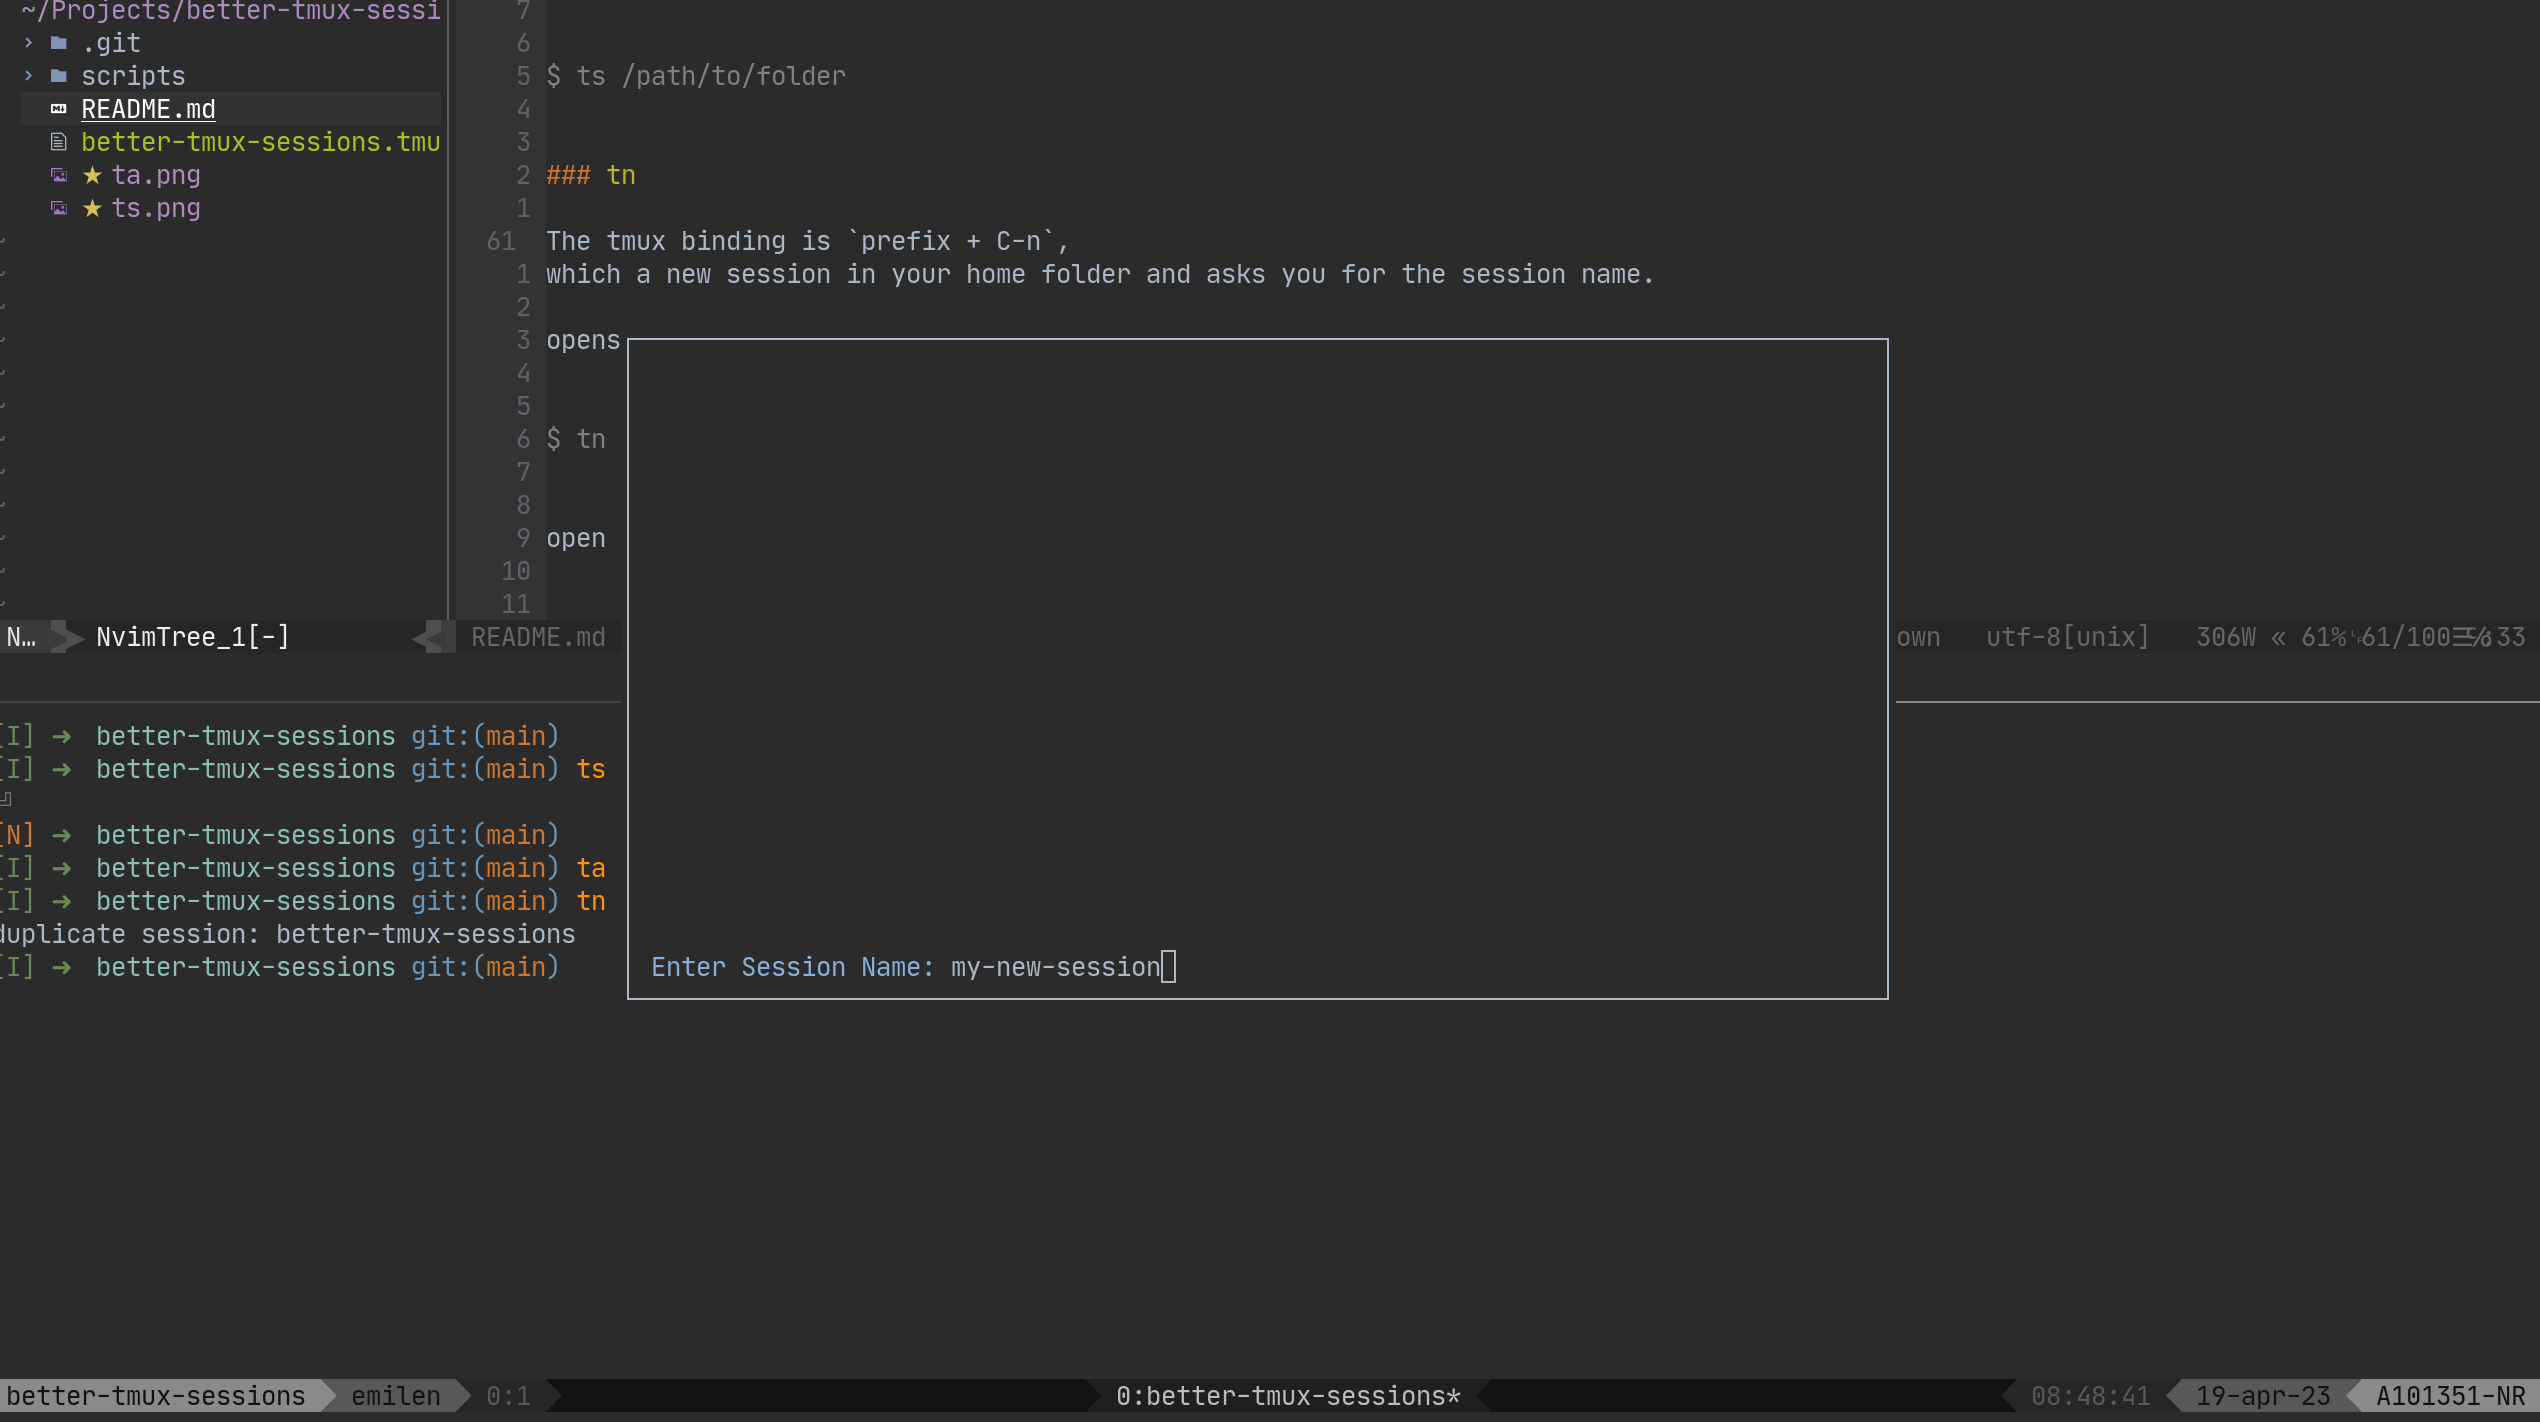 ~/Projects/better-tmux-sessi
.git
scripts
README.md
better-tmux-sessions.tmu
★ ta.png
★ ts.png
7
6
5 $ ts /path/to/folder
4
3
2 ### tn
1
61 The tmux binding is `prefix + C-n`,
1 which a new session in your home folder and asks you for the session name.
2
3 opens
4
5
6 $ tn
7
8
9 open
10
11
N… NvimTree_1[-] README.md own utf-8[unix] 306W « 61% 61/100 33
[I] ➜ better-tmux-sessions git:(main)
[I] ➜ better-tmux-sessions git:(main) ts
[N] ➜ better-tmux-sessions git:(main)
[I] ➜ better-tmux-sessions git:(main) ta
[I] ➜ better-tmux-sessions git:(main) tn
duplicate session: better-tmux-sessions
[I] ➜ better-tmux-sessions git:(main)
Enter Session Name: my-new-session
better-tmux-sessions emilen 0:1 0:better-tmux-sessions* 08:48:41 19-apr-23 A101351-NR